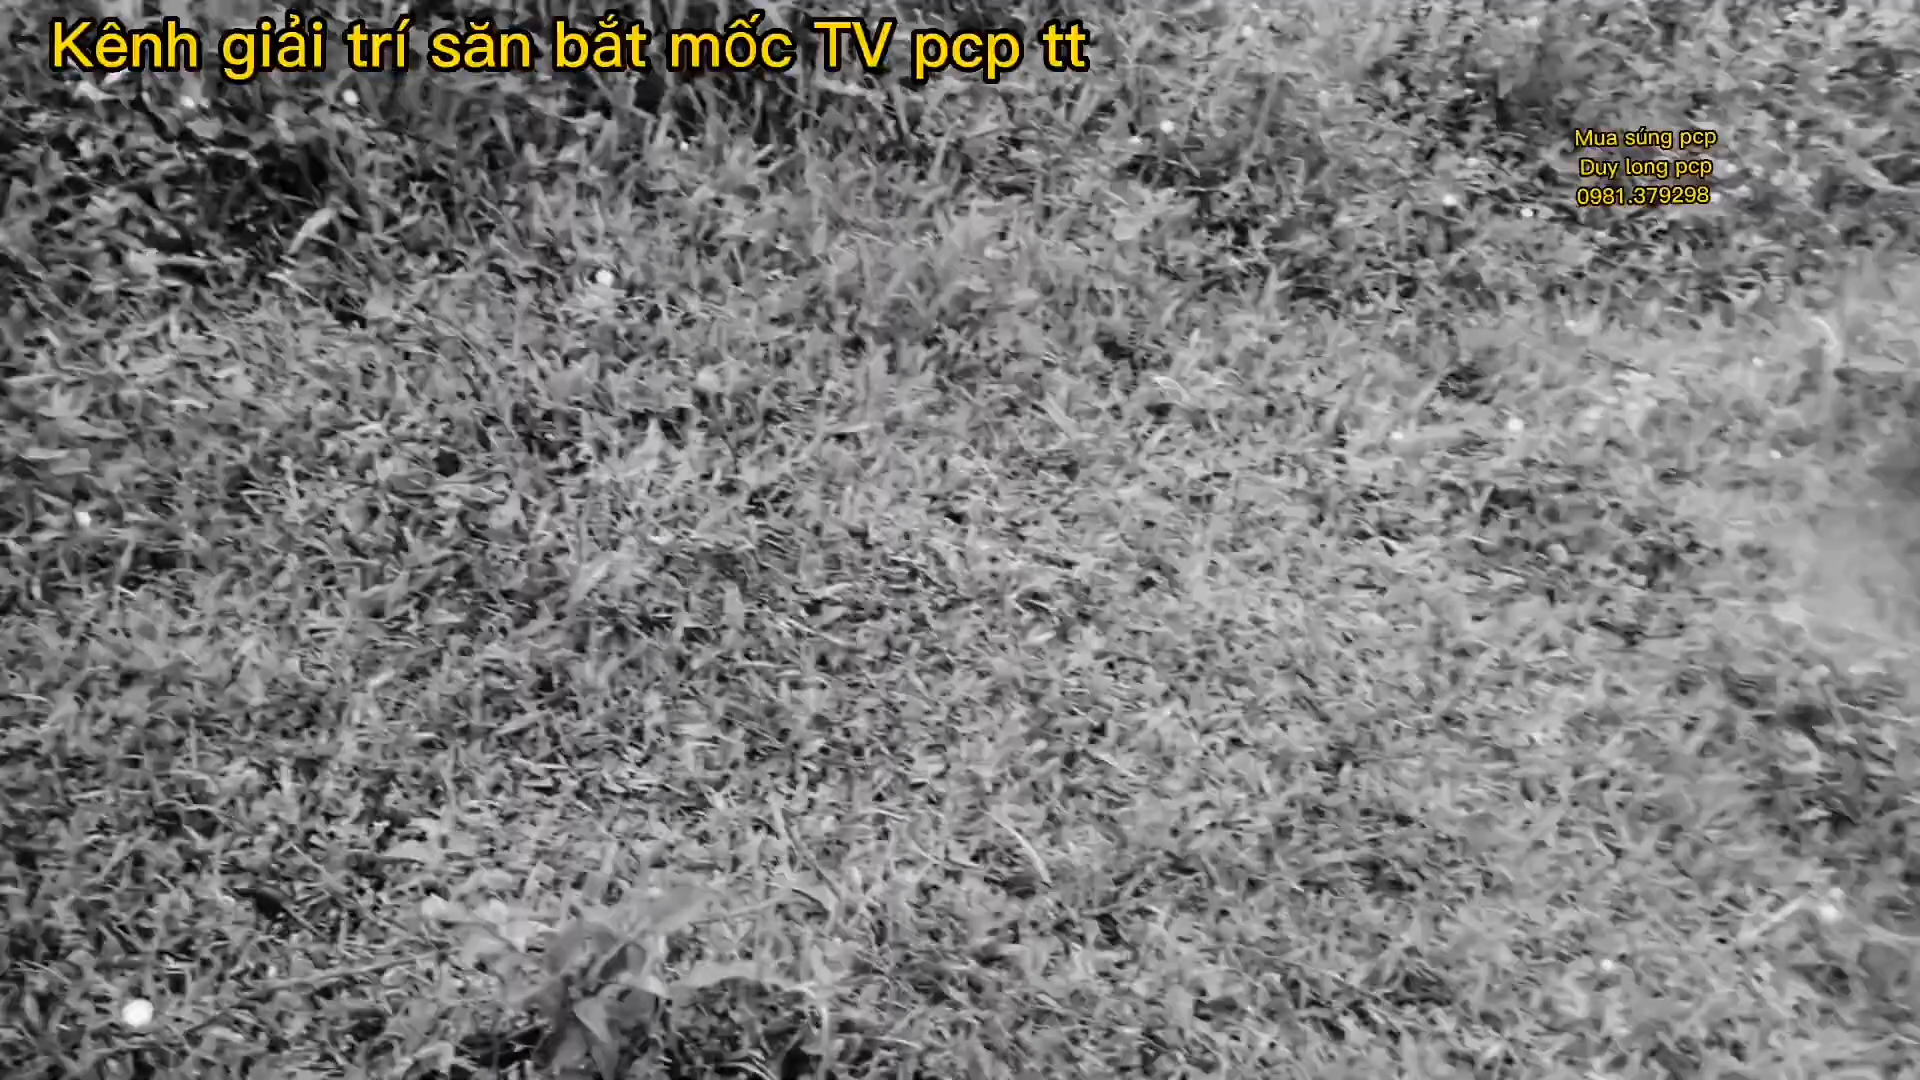 Kênh giải trí săn bắt mốc TV pcp tt
Mua súng pcp
Duy long pcp
0981.379298